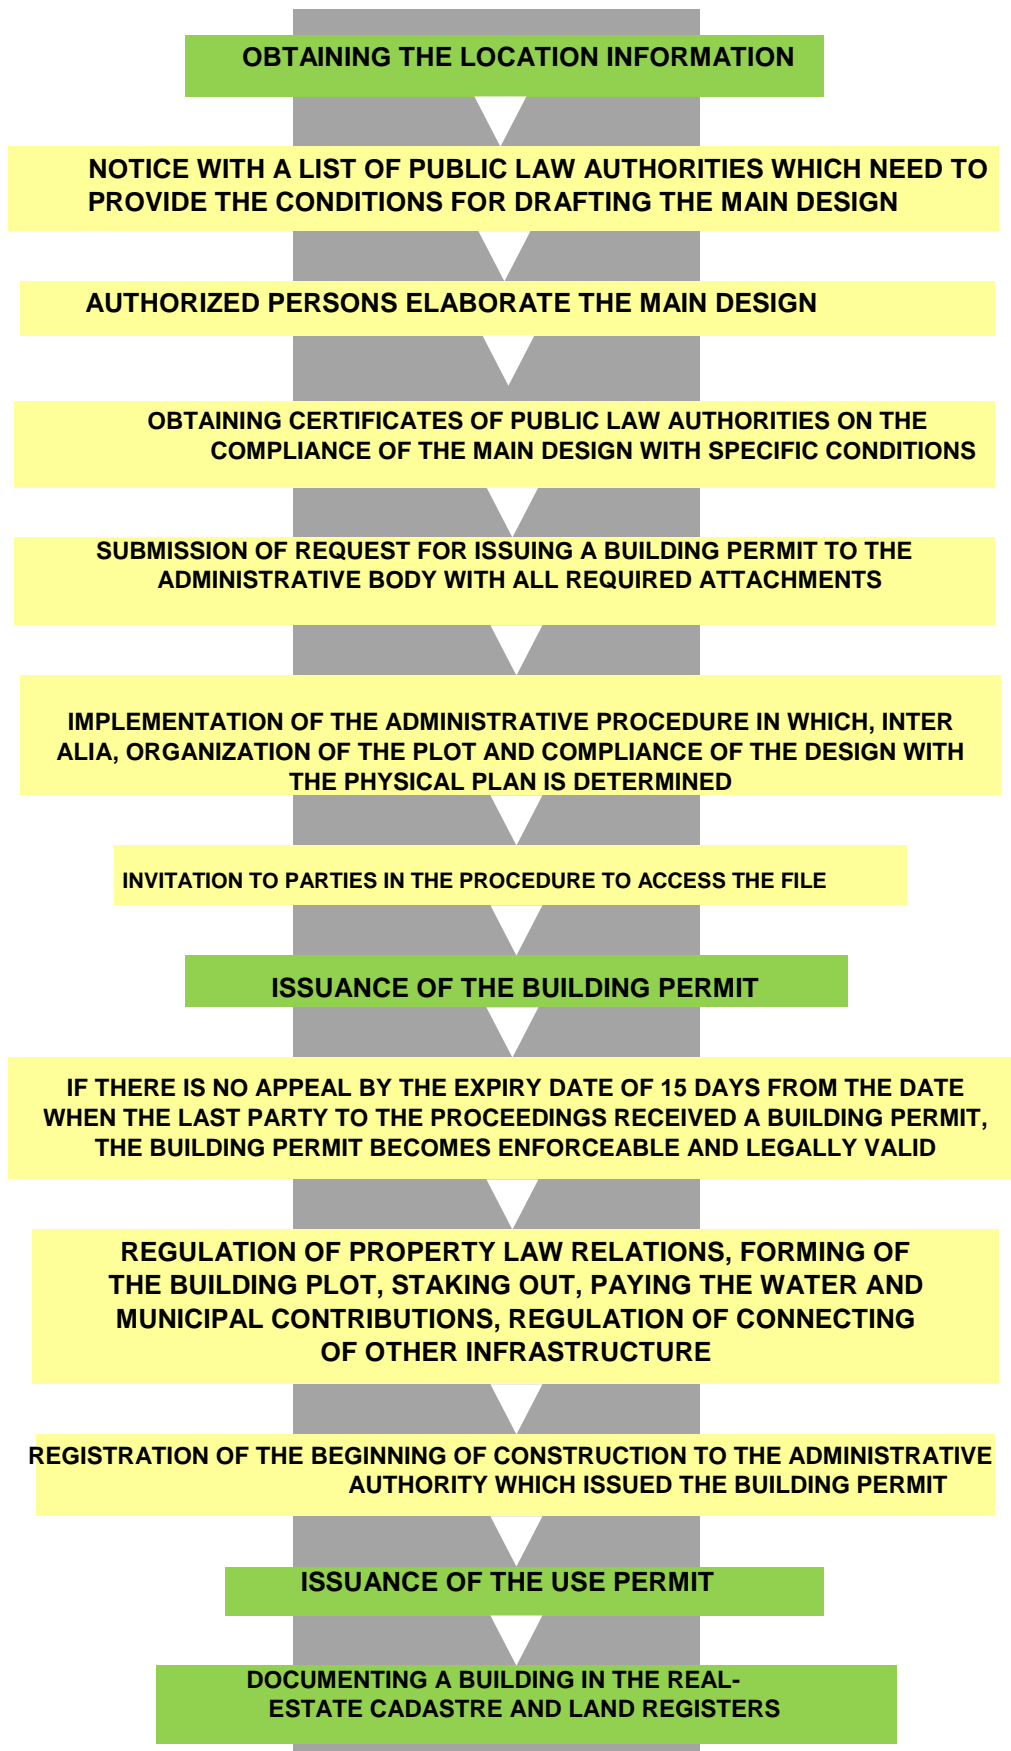 OBTAINING THE LOCATION INFORMATION
NOTICE WITH A LIST OF PUBLIC LAW AUTHORITIES WHICH NEED TO
PROVIDE THE CONDITIONS FOR DRAFTING THE MAIN DESIGN
AUTHORIZED PERSONS ELABORATE THE MAIN DESIGN
OBTAINING CERTIFICATES OF PUBLIC LAW AUTHORITIES ON THE
COMPLIANCE OF THE MAIN DESIGN WITH SPECIFIC CONDITIONS
SUBMISSION OF REQUEST FOR ISSUING A BUILDING PERMIT TO THE
ADMINISTRATIVE BODY WITH ALL REQUIRED ATTACHMENTS
IMPLEMENTATION OF THE ADMINISTRATIVE PROCEDURE IN WHICH, INTER
ALIA, ORGANIZATION OF THE PLOT AND COMPLIANCE OF THE DESIGN WITH
THE PHYSICAL PLAN IS DETERMINED
INVITATION TO PARTIES IN THE PROCEDURE TO ACCESS THE FILE
ISSUANCE OF THE BUILDING PERMIT
IF THERE IS NO APPEAL BY THE EXPIRY DATE OF 15 DAYS FROM THE DATE
WHEN THE LAST PARTY TO THE PROCEEDINGS RECEIVED A BUILDING PERMIT,
THE BUILDING PERMIT BECOMES ENFORCEABLE AND LEGALLY VALID
REGULATION OF PROPERTY LAW RELATIONS, FORMING OF
THE BUILDING PLOT, STAKING OUT, PAYING THE WATER AND
MUNICIPAL CONTRIBUTIONS, REGULATION OF CONNECTING
OF OTHER INFRASTRUCTURE
REGISTRATION OF THE BEGINNING OF CONSTRUCTION TO THE ADMINISTRATIVE
AUTHORITY WHICH ISSUED THE BUILDING PERMIT
ISSUANCE OF THE USE PERMIT
DOCUMENTING A BUILDING IN THE REAL-
ESTATE CADASTRE AND LAND REGISTERS